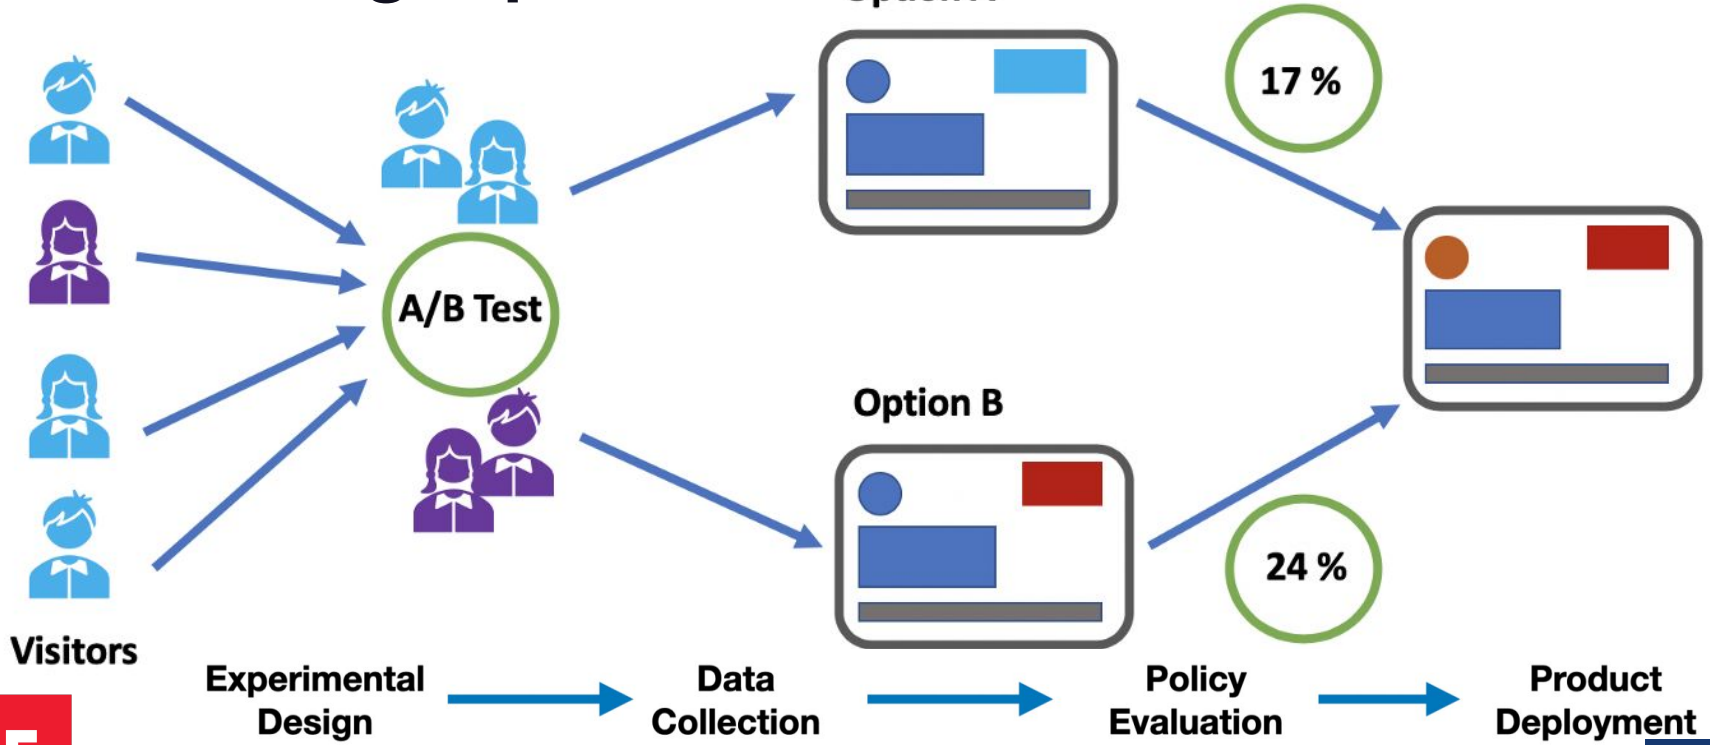 17 %
A/B Test
Option B
24 %
Visitors
Experimental
Design
Data
Collection
Policy
Evaluation
Product
Deployment